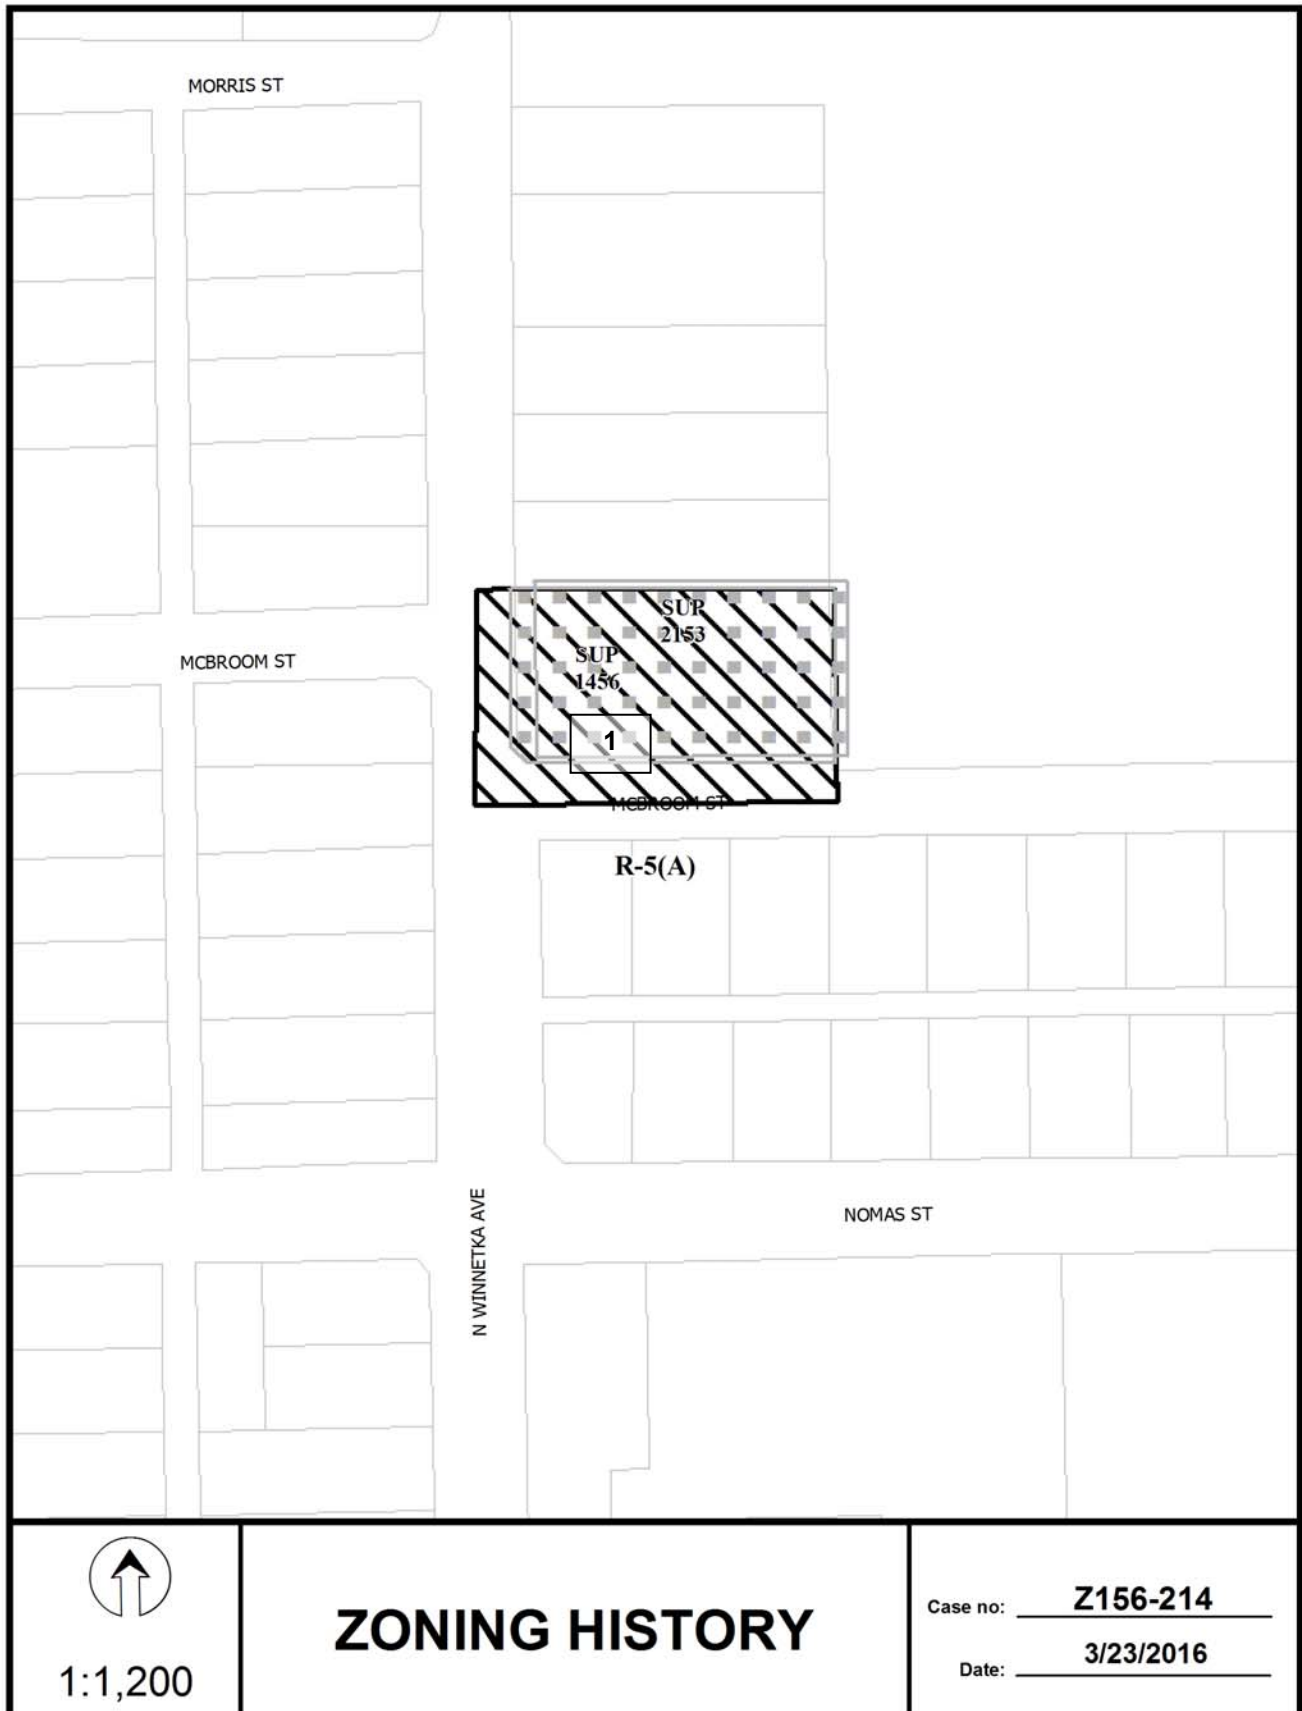 MORRIS ST
SUP
2153
SUP
1456
MCBROOM ST
1
MCBROOM ST
R-5(A)
N WINNETKA AVE
NOMAS ST
1:1,200
ZONING HISTORY
Case no: Z156-214
Date: 3/23/2016